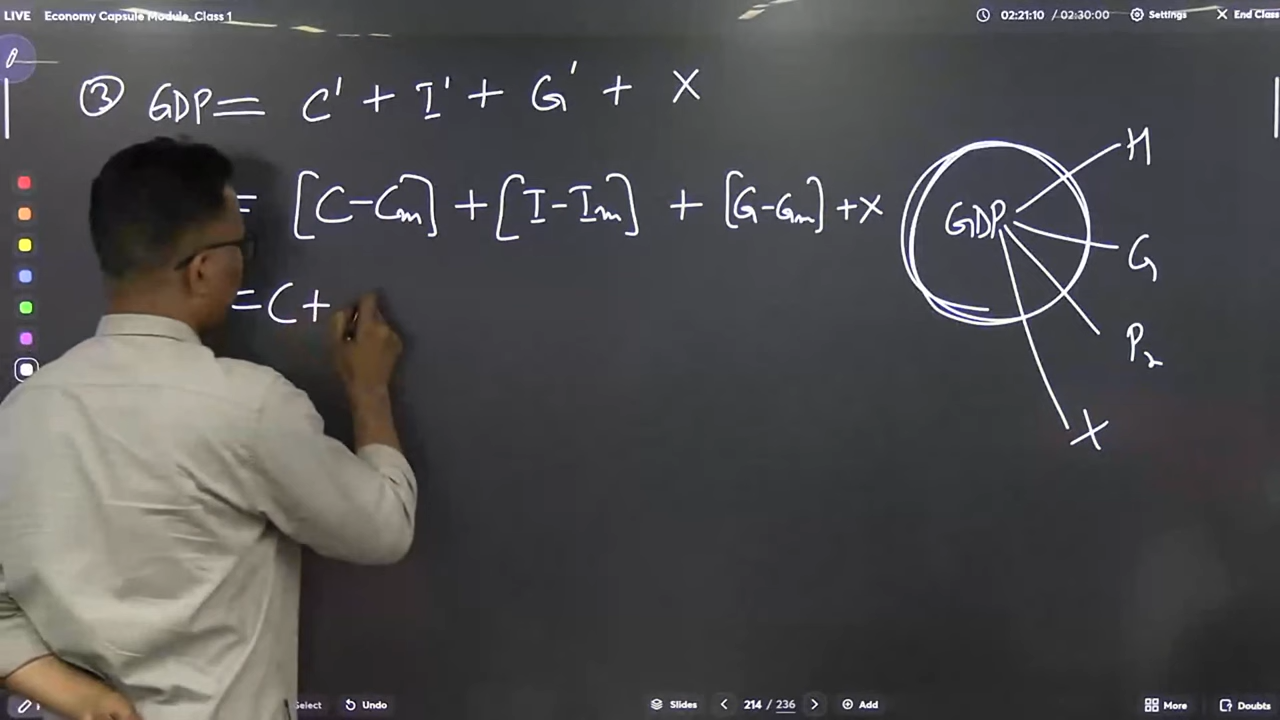 LIVE Economy Capsule Module, Class 1 02:21:10 / 02:30:00 Settings End Class
③ GDP = C' + I' + G' + X
= [C-Cm] + [I-Im] + [G-Gm] + X
= C +
GDP
H
G
P₂
X
Select Undo Slides 214 / 236 Add More Doubts